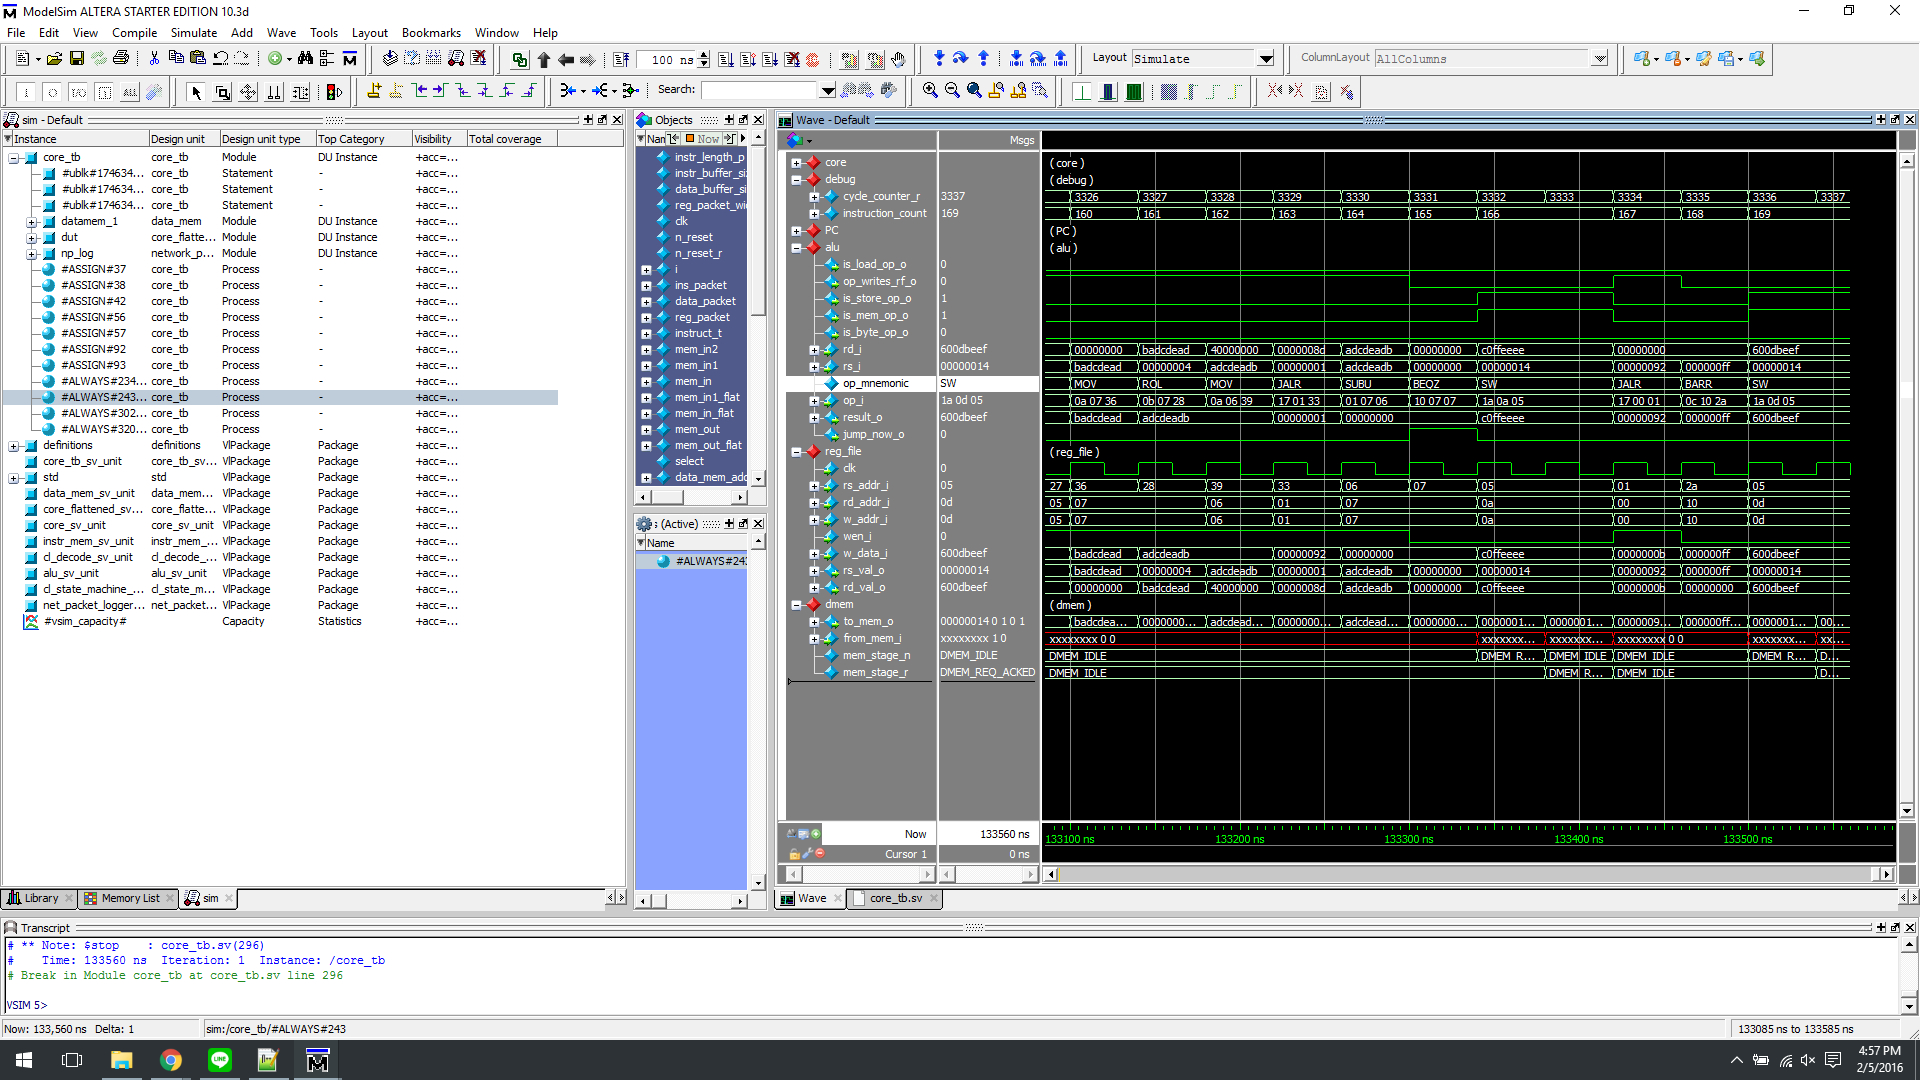 ModelSim ALTERA STARTER EDITION 10.3d
File Edit View Compile Simulate Add Wave Tools Layout Bookmarks Window Help
100 ns
Layout Simulate
ColumnLayout AllColumns
Search:
sim - Default
Instance Design unit Design unit type Top Category Visibility Total coverage
core_tb core_tb Module DU Instance +acc=...
#ublk#174634... core_tb Statement - +acc=...
#ublk#174634... core_tb Statement - +acc=...
#ublk#174634... core_tb Statement - +acc=...
datamem_1 data_mem Module DU Instance +acc=...
dut core_flatte... Module DU Instance +acc=...
np_log network_p... Module DU Instance +acc=...
#ASSIGN#37 core_tb Process - +acc=...
#ASSIGN#38 core_tb Process - +acc=...
#ASSIGN#42 core_tb Process - +acc=...
#ASSIGN#56 core_tb Process - +acc=...
#ASSIGN#57 core_tb Process - +acc=...
#ASSIGN#92 core_tb Process - +acc=...
#ASSIGN#93 core_tb Process - +acc=...
#ALWAYS#234... core_tb Process - +acc=...
#ALWAYS#243... core_tb Process - +acc=...
#ALWAYS#302... core_tb Process - +acc=...
#ALWAYS#320... core_tb Process - +acc=...
definitions definitions VlPackage Package +acc=...
core_tb_sv_unit core_tb_sv... VlPackage Package +acc=...
std std VlPackage Package +acc=...
data_mem_sv_unit data_mem... VlPackage Package +acc=...
core_flattened_sv... core_flatte... VlPackage Package +acc=...
core_sv_unit core_sv_unit VlPackage Package +acc=...
instr_mem_sv_unit instr_mem_... VlPackage Package +acc=...
cl_decode_sv_unit cl_decode_... VlPackage Package +acc=...
alu_sv_unit alu_sv_unit VlPackage Package +acc=...
cl_state_machine_... cl_state_m... VlPackage Package +acc=...
net_packet_logger... net_packet... VlPackage Package +acc=...
#vsim_capacity# Capacity Statistics +acc=...
Library Memory List sim
Objects
Now
instr_length_p
instr_buffer_si
data_buffer_si
reg_packet_wi
clk
n_reset
n_reset_r
i
ins_packet
data_packet
reg_packet
instruct_t
mem_in2
mem_in1
mem_in
mem_in1_flat
mem_in_flat
mem_out
mem_out_flat
select
data_mem_add
: (Active)
Name
#ALWAYS#243
Wave - Default
Msgs
core (core)
debug (debug)
cycle_counter_r 3337 3326 3327 3328 3329 3330 3331 3332 3333 3334 3335 3336 3337
instruction_count 169 160 161 162 163 164 165 166 167 168 169
PC (PC)
alu (alu)
is_load_op_o 0
op_writes_rf_o 0
is_store_op_o 1
is_mem_op_o 1
is_byte_op_o 0
rd_i 600dbeef 00000000 badcdead 40000000 0000008d adcdeadb 00000000 c0ffeeee 00000000 600dbeef
rs_i 00000014 badcdead 00000004 adcdeadb 00000001 adcdeadb 00000000 00000014 00000092 000000ff 00000014
op_mnemonic SW MOV ROL MOV JALR SUBU BEQZ SW JALR BARR SW
op_i 1a 0d 05 0a 07 36 0b 07 28 0a 06 39 17 01 33 01 07 06 10 07 07 1a 0a 05 17 00 01 0c 10 2a 1a 0d 05
result_o 600dbeef badcdead adcdeadb 00000001 00000000 c0ffeeee 00000092 000000ff 600dbeef
jump_now_o 0
reg_file (reg_file)
clk 0
rs_addr_i 05 27 36 28 39 33 06 07 05 01 2a 05
rd_addr_i 0d 05 07 06 01 07 0a 00 10 0d
w_addr_i 0d 05 07 06 01 07 0a 00 10 0d
wen_i 0
w_data_i 600dbeef badcdead adcdeadb 00000092 00000000 c0ffeeee 0000000b 000000ff 600dbeef
rs_val_o 00000014 badcdead 00000004 adcdeadb 00000001 adcdeadb 00000000 00000014 00000092 000000ff 00000014
rd_val_o 600dbeef 00000000 badcdead 40000000 0000008d adcdeadb 00000000 c0ffeeee 0000000b 00000000 600dbeef
dmem (dmem)
to_mem_o 00000014 0 1 0 1 badcdea... 0000000... adcdead... 0000000... adcdead... 0000000... 0000001... 0000001... 0000009... 000000ff... 0000001... 00...
from_mem_i xxxxxxxx 1 0 xxxxxxxx 0 0 xxxxxxx... xxxxxxx... xxxxxxxx 0 0 xxxxxxx... xx...
mem_stage_n DMEM_IDLE DMEM_IDLE DMEM_R... DMEM_IDLE DMEM_IDLE DMEM_R... D...
mem_stage_r DMEM_REQ_ACKED DMEM_IDLE DMEM_R... DMEM_IDLE D...
Now 133560 ns 133100 ns 133200 ns 133300 ns 133400 ns 133500 ns
Cursor 1 0 ns
Wave core_tb.sv
Transcript
# ** Note: $stop : core_tb.sv(296)
# Time: 133560 ns Iteration: 1 Instance: /core_tb
# Break in Module core_tb at core_tb.sv line 296
VSIM 5>
Now: 133,560 ns Delta: 1 sim:/core_tb/#ALWAYS#243 133085 ns to 133585 ns
4:57 PM
2/5/2016